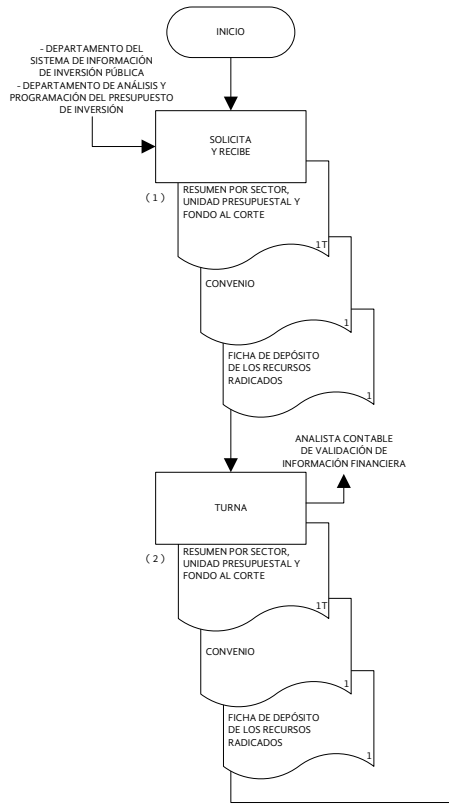 INICIO
- DEPARTAMENTO DEL
SISTEMA DE INFORMACIÓN
DE INVERSIÓN PÚBLICA
- DEPARTAMENTO DE ANÁLISIS Y
PROGRAMACIÓN DEL PRESUPUESTO
DE INVERSIÓN
SOLICITA
Y RECIBE
( 1 )
RESUMEN POR SECTOR,
UNIDAD PRESUPUESTAL Y
FONDO AL CORTE
1T
CONVENIO
1
FICHA DE DEPÓSITO
DE LOS RECURSOS
RADICADOS
1
ANALISTA CONTABLE
DE VALIDACIÓN DE
INFORMACIÓN FINANCIERA
TURNA
( 2 )
RESUMEN POR SECTOR,
UNIDAD PRESUPUESTAL Y
FONDO AL CORTE
1T
CONVENIO
1
FICHA DE DEPÓSITO
DE LOS RECURSOS
RADICADOS
1